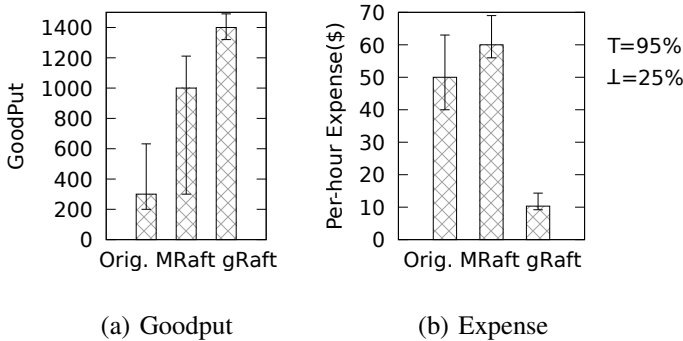 GoodPut
1400
1200
1000
800
600
400
200
0
Orig. MRaft gRaft
(a) Goodput
Per-hour Expense($)
70
60
50
40
30
20
10
0
Orig. MRaft gRaft
(b) Expense
T=95%
⊥=25%